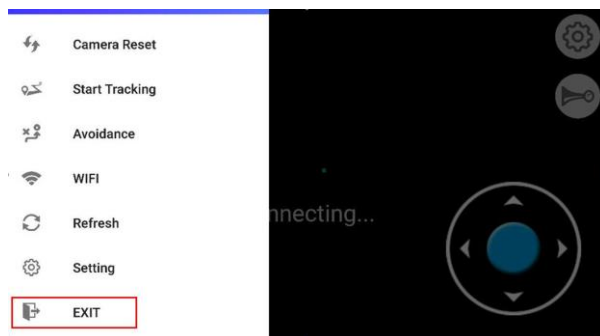 Camera Reset
Start Tracking
Avoidance
WIFI
Refresh
nnecting...
Setting
EXIT